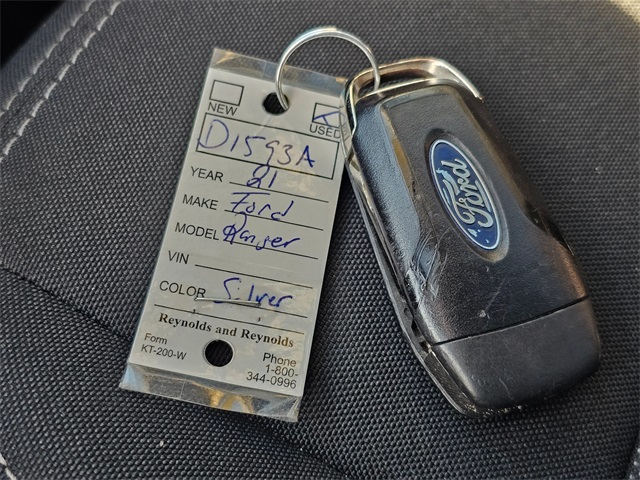 NEW
USED
D1593A
YEAR 21
MAKE Ford
MODEL Ranger
VIN
COLOR Silver
Reynolds and Reynolds
Form
KT-200-W
Phone
1-800-
344-0996
Ford